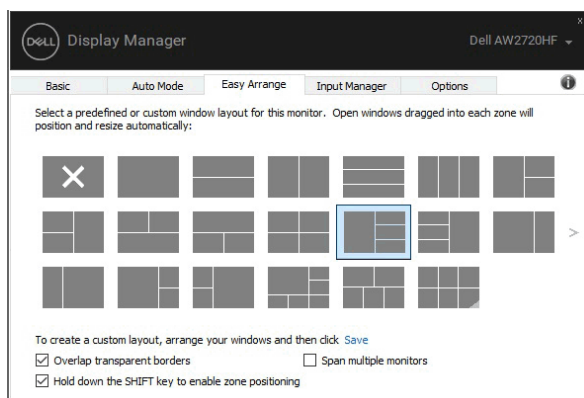 DELL Display Manager
Dell AW2720HF
Basic
Auto Mode
Easy Arrange
Input Manager
Options
Select a predefined or custom window layout for this monitor. Open windows dragged into each zone will
position and resize automatically:
To create a custom layout, arrange your windows and then click Save
Overlap transparent borders
Span multiple monitors
Hold down the SHIFT key to enable zone positioning